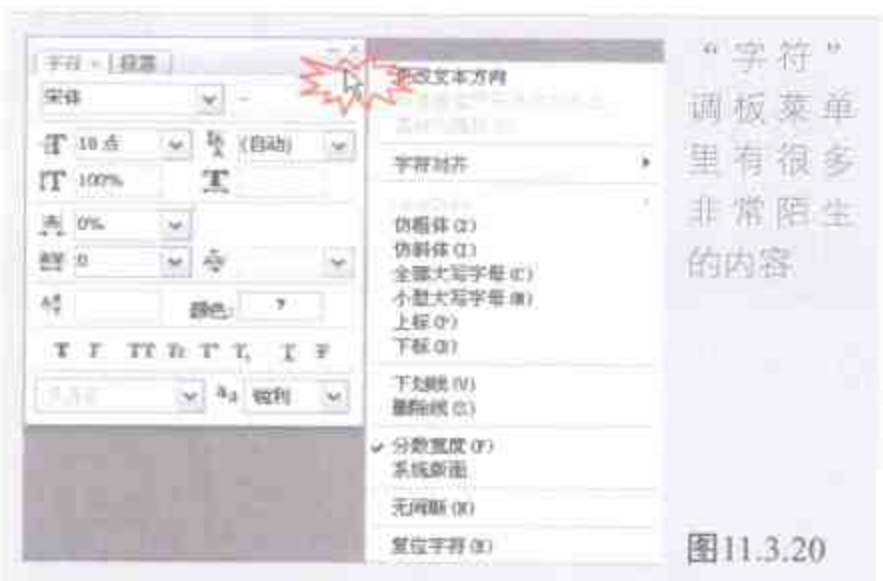 字符 × 段落
宋体
18 点 (自动)
100%
0%
0
颜色: ?
T T TT Tr T T, T T
aa 锐利
更改文本方向
字符对齐
仿粗体(Z)
仿斜体(I)
全部大写字母(C)
小型大写字母(M)
上标(P)
下标(B)
下划线(V)
删除线(S)
✓ 分数宽度(F)
系统版面
无间断(N)
复位字符(R)
“字符”
调板菜单
里有很多
非常陌生
的内容
图11.3.20